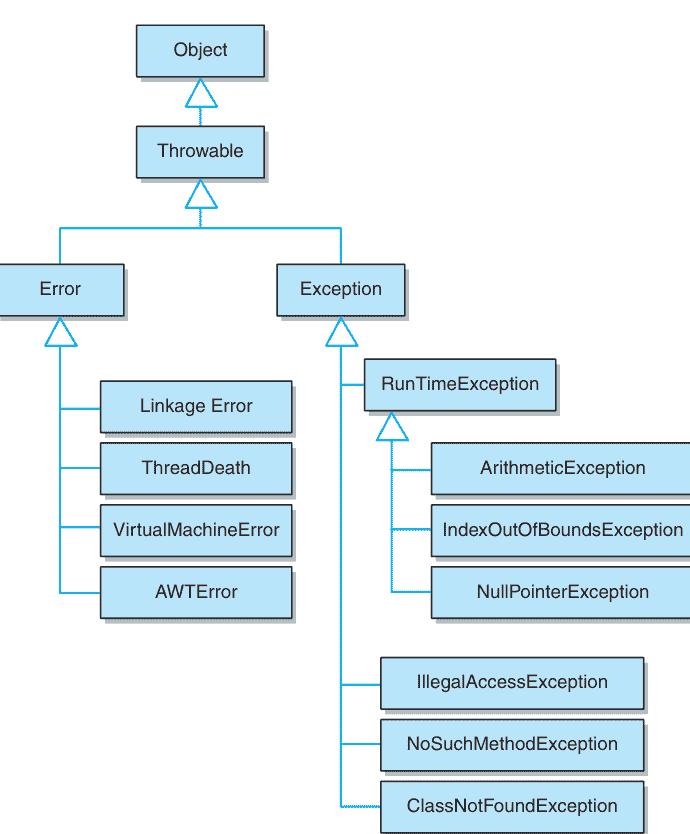 Object
Throwable
Error
Exception
RunTimeException
Linkage Error
ArithmeticException
ThreadDeath
VirtualMachineError
IndexOutOfBoundsException
AWTError
NullPointerException
IllegalAccessException
NoSuchMethodException
ClassNotFoundException